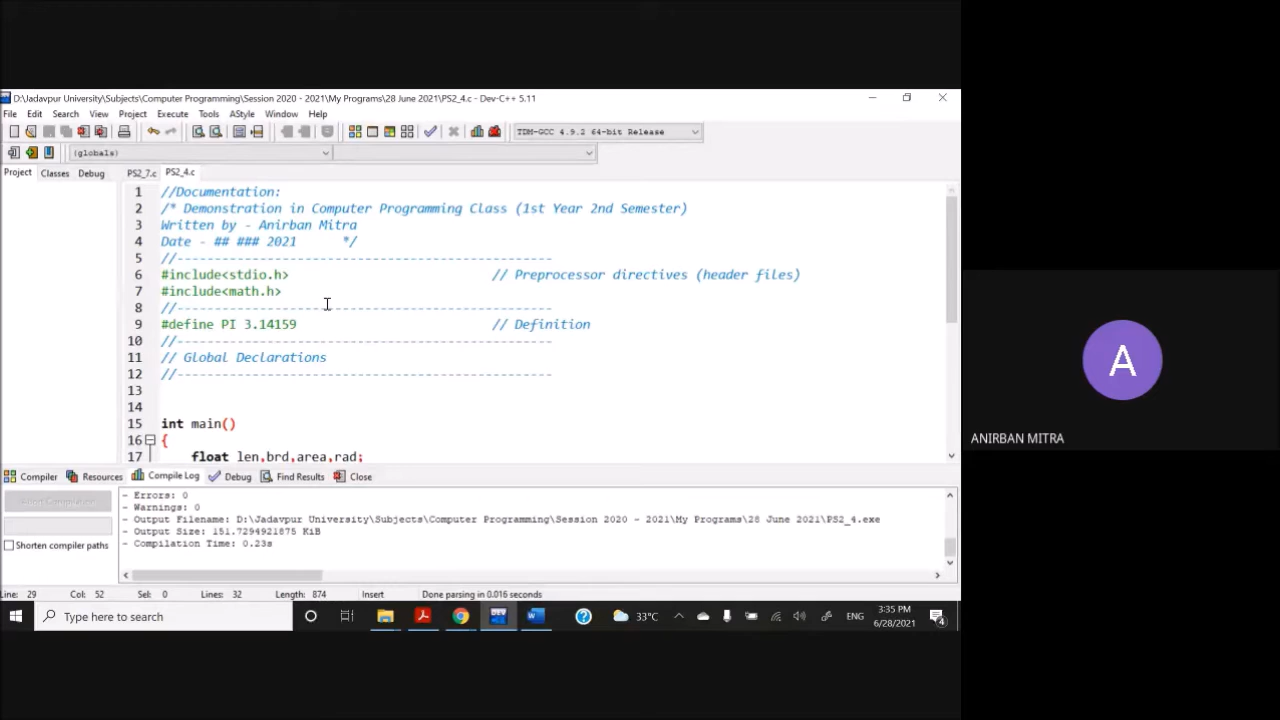 D:\Jadavpur University\Subjects\Computer Programming\Session 2020 - 2021\My Programs\28 June 2021\PS2_4.c - Dev-C++ 5.11
File Edit Search View Project Execute Tools AStyle Window Help
TDM-GCC 4.9.2 64-bit Release
(globals)
Project Classes Debug PS2_7.c PS2_4.c
1 //Documentation:
2 /* Demonstration in Computer Programming Class (1st Year 2nd Semester)
3 Written by - Anirban Mitra
4 Date - ## ### 2021 */
5 //--------------------------------------------------
6 #include<stdio.h> // Preprocessor directives (header files)
7 #include<math.h>
8 //--------------------------------------------------
9 #define PI 3.14159 // Definition
10 //--------------------------------------------------
11 // Global Declarations
12 //--------------------------------------------------
13
14
15 int main()
16 {
17 float len,brd,area,rad;
Compiler Resources Compile Log Debug Find Results Close
- Errors: 0
- Warnings: 0
- Output Filename: D:\Jadavpur University\Subjects\Computer Programming\Session 2020 - 2021\My Programs\28 June 2021\PS2_4.exe
- Output Size: 151.7294921875 KiB
- Compilation Time: 0.23s
Shorten compiler paths
Line: 29 Col: 52 Sel: 0 Lines: 32 Length: 874 Insert Done parsing in 0.016 seconds
Type here to search
DEV
33°C
ENG
3:35 PM
6/28/2021
4
A
ANIRBAN MITRA